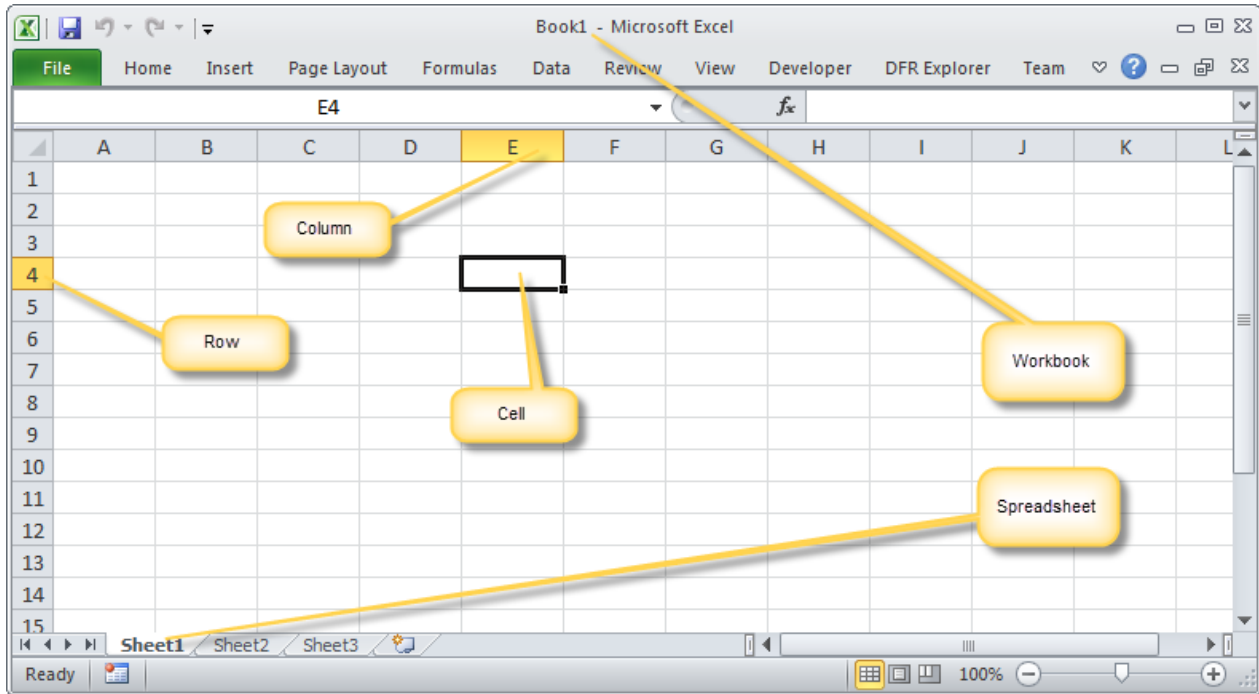 Book1 - Microsoft Excel
File Home Insert Page Layout Formulas Data Review View Developer DFR Explorer Team
E4 fx
A B C D E F G H I J K L
1
2
Column
3
4
5
6 Row
Workbook
7
8 Cell
9
10
11 Spreadsheet
12
13
14
15
Sheet1 Sheet2 Sheet3
Ready 100%